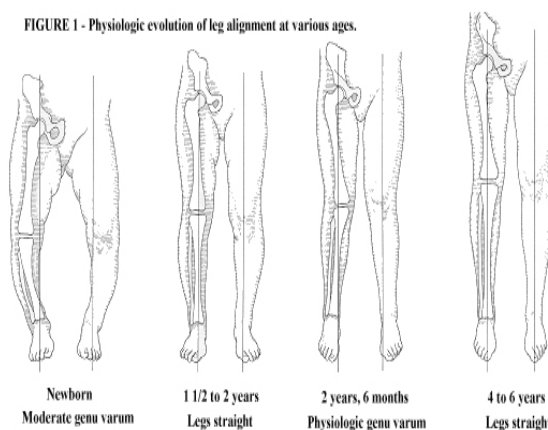 FIGURE 1 - Physiologic evolution of leg alignment at various ages.
Newborn
Moderate genu varum
1 1/2 to 2 years
Legs straight
2 years, 6 months
Physiologic genu varum
4 to 6 years
Legs straigh